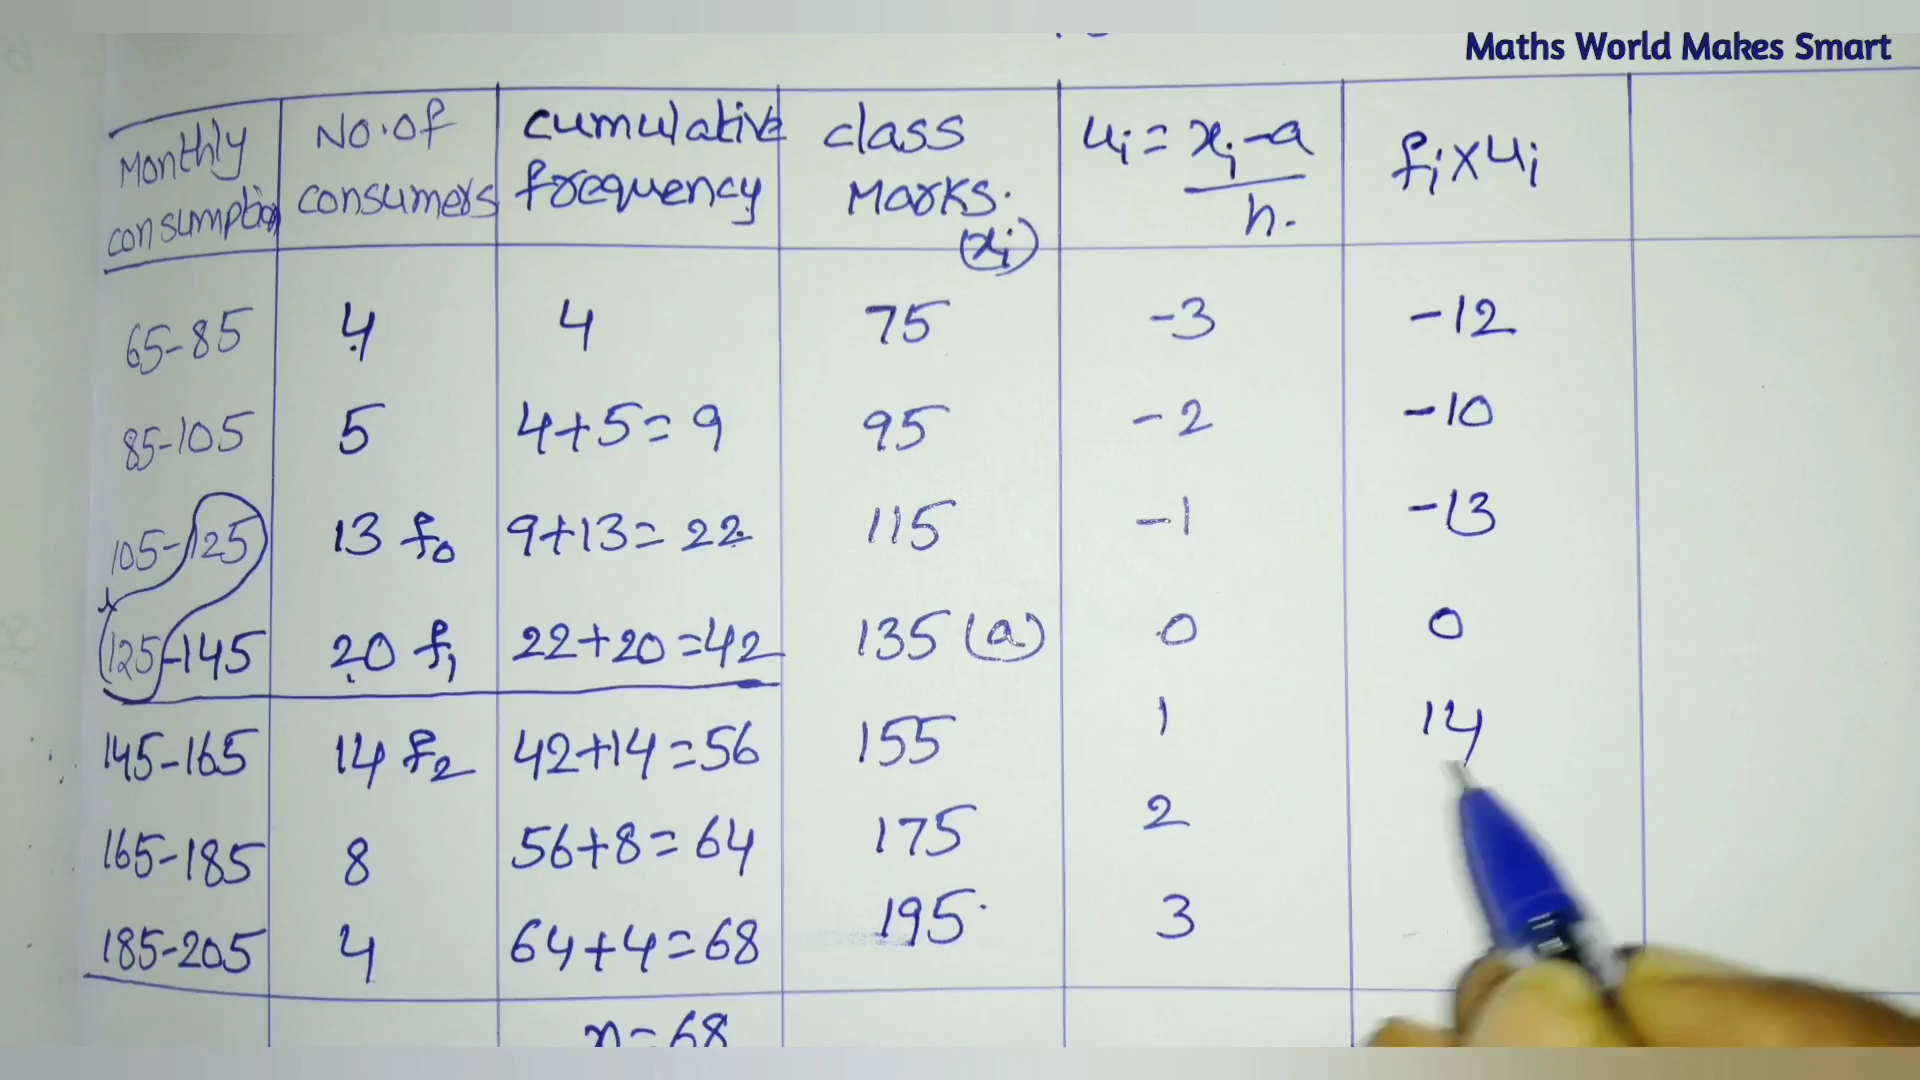 Maths World Makes Smart
Monthly consumption No. of consumers cumulative frequency class Marks. (xi) ui = xi-a/h. fi×ui
65-85 4 4 75 -3 -12
85-105 5 4+5=9 95 -2 -10
105-125 13 f0 9+13=22 115 -1 -13
125-145 20 f1 22+20=42 135 (a) 0 0
145-165 14 f2 42+14=56 155 1 14
165-185 8 56+8=64 175 2
185-205 4 64+4=68 195 3
n=68